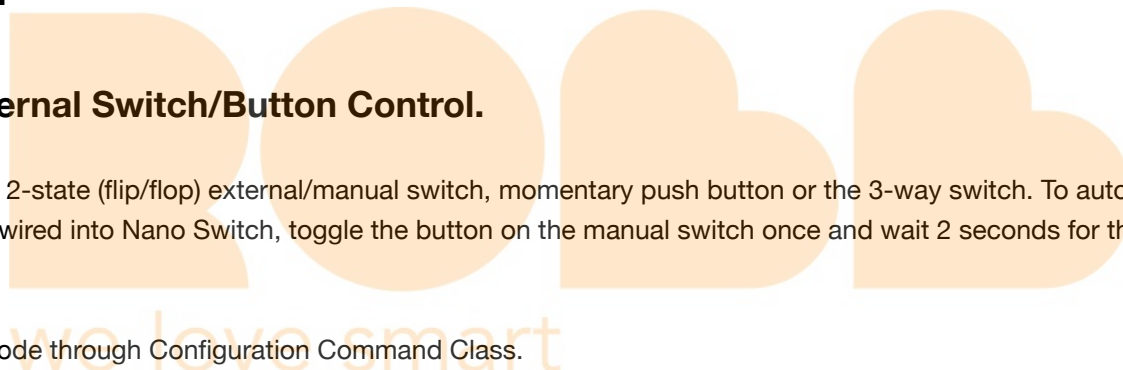 ROBB
ernal Switch/Button Control.
2-state (flip/flop) external/manual switch, momentary push button or the 3-way switch. To auto
wired into Nano Switch, toggle the button on the manual switch once and wait 2 seconds for th
we love smart
ode through Configuration Command Class.